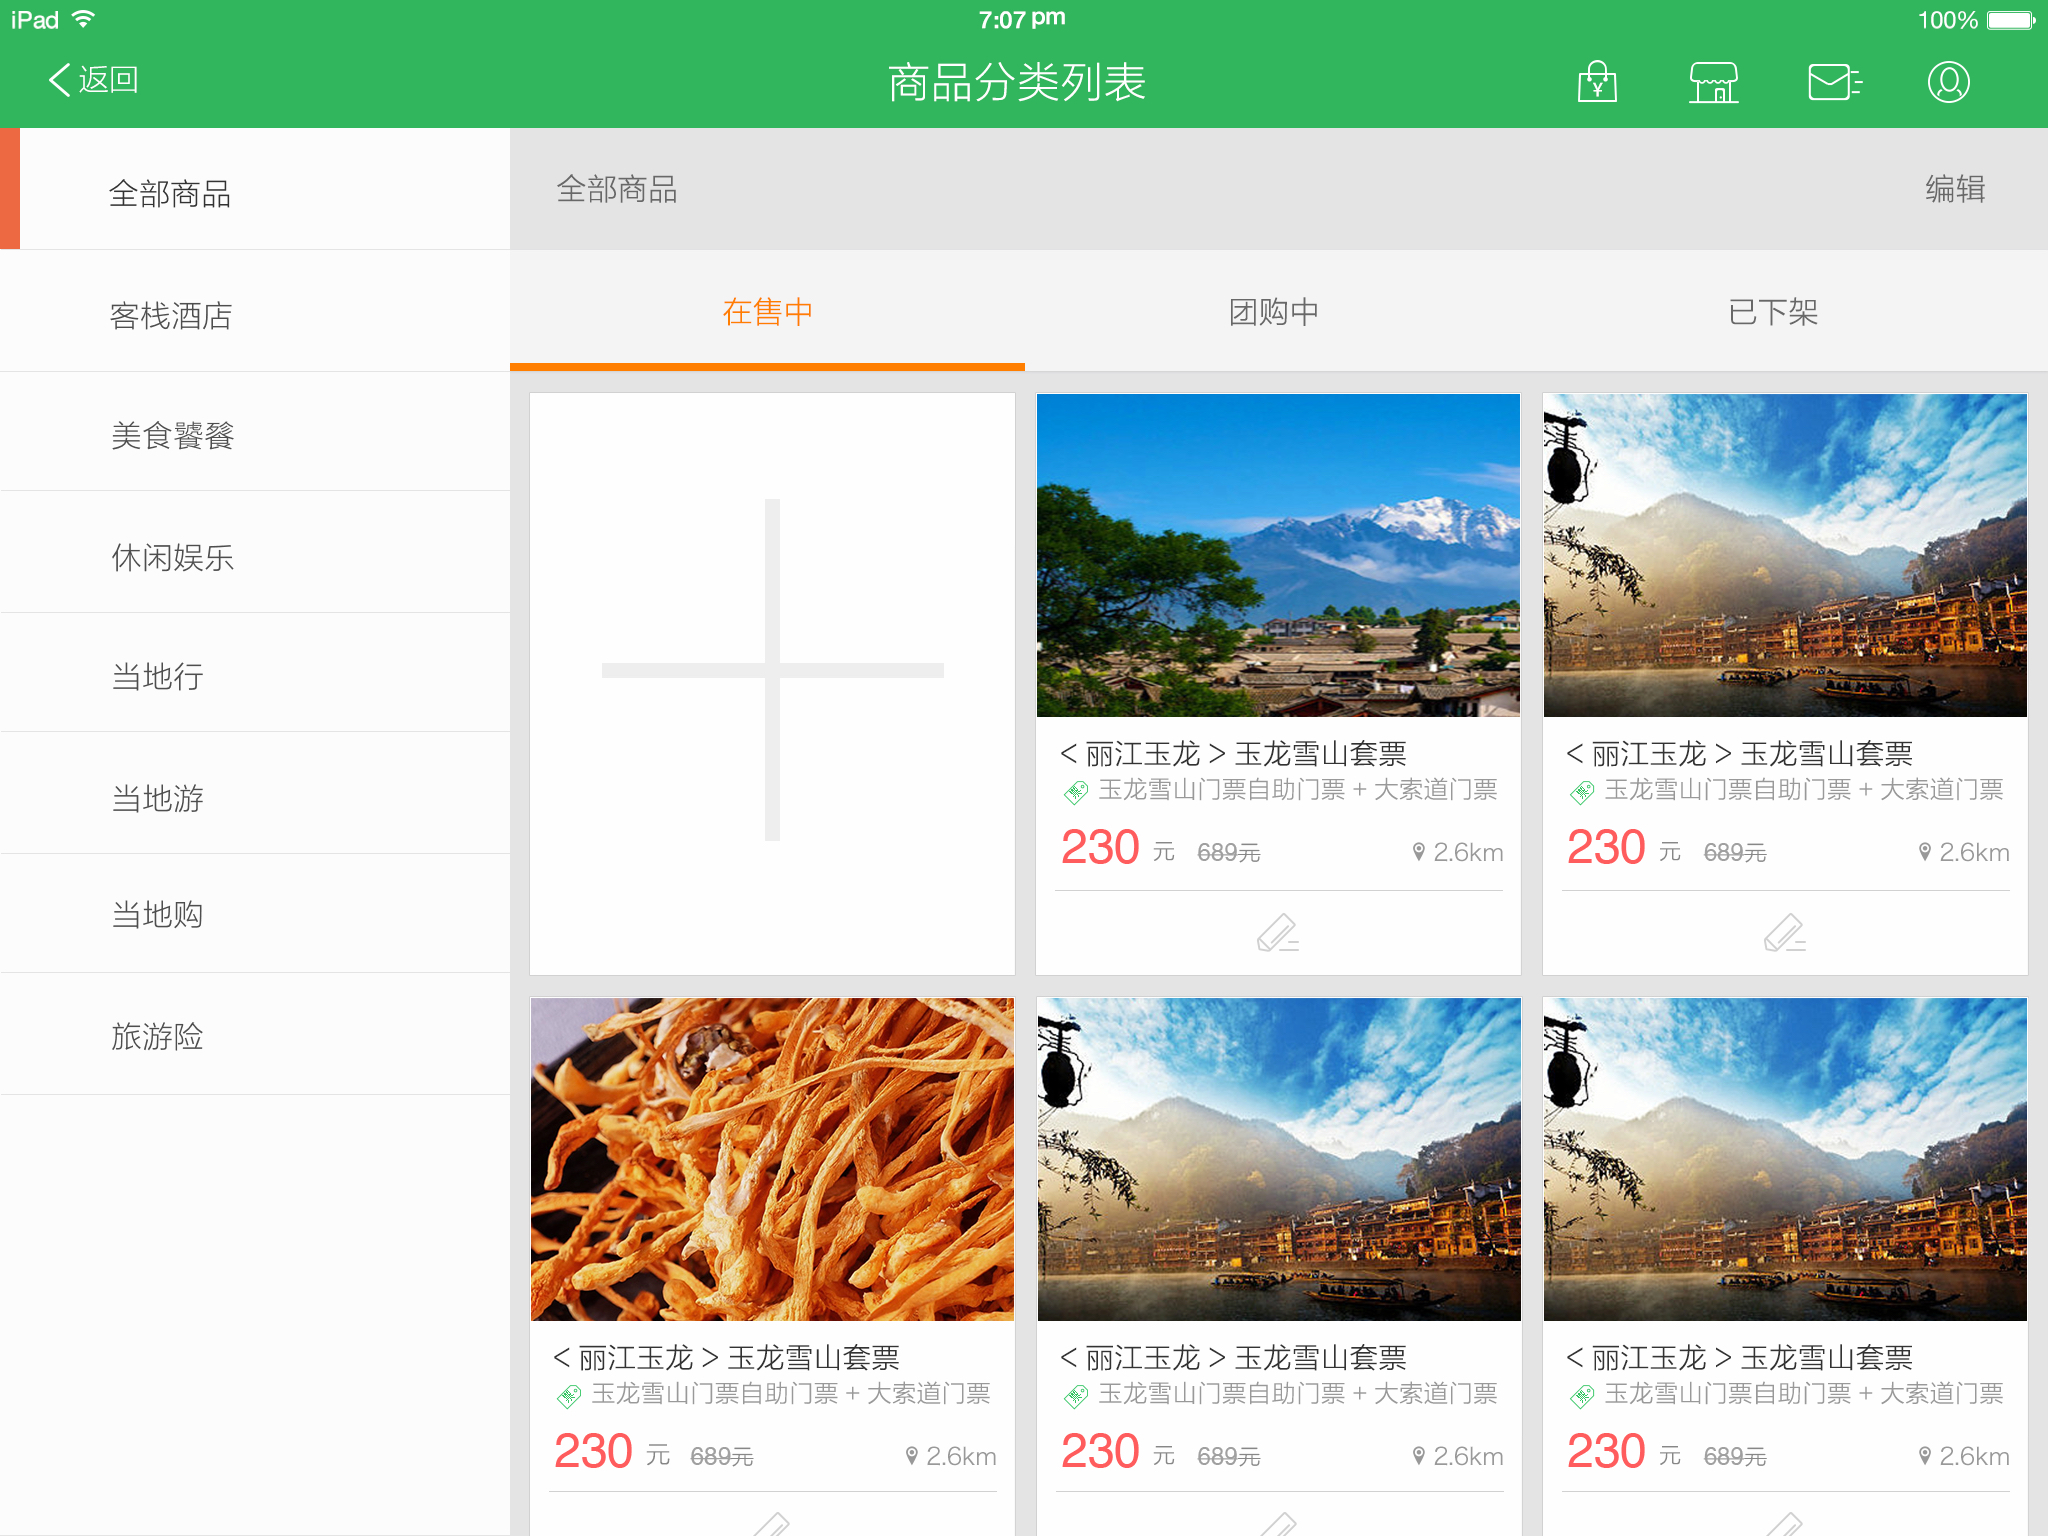 iPad 7:07 pm 100%
返回 商品分类列表
全部商品
客栈酒店
美食饕餮
休闲娱乐
当地行
当地游
当地购
旅游险
全部商品 编辑
在售中 团购中 已下架
< 丽江玉龙 > 玉龙雪山套票
票 玉龙雪山门票自助门票 + 大索道门票
230 元 689元 2.6km
< 丽江玉龙 > 玉龙雪山套票
票 玉龙雪山门票自助门票 + 大索道门票
230 元 689元 2.6km
< 丽江玉龙 > 玉龙雪山套票
票 玉龙雪山门票自助门票 + 大索道门票
230 元 689元 2.6km
< 丽江玉龙 > 玉龙雪山套票
票 玉龙雪山门票自助门票 + 大索道门票
230 元 689元 2.6km
< 丽江玉龙 > 玉龙雪山套票
票 玉龙雪山门票自助门票 + 大索道门票
230 元 689元 2.6km